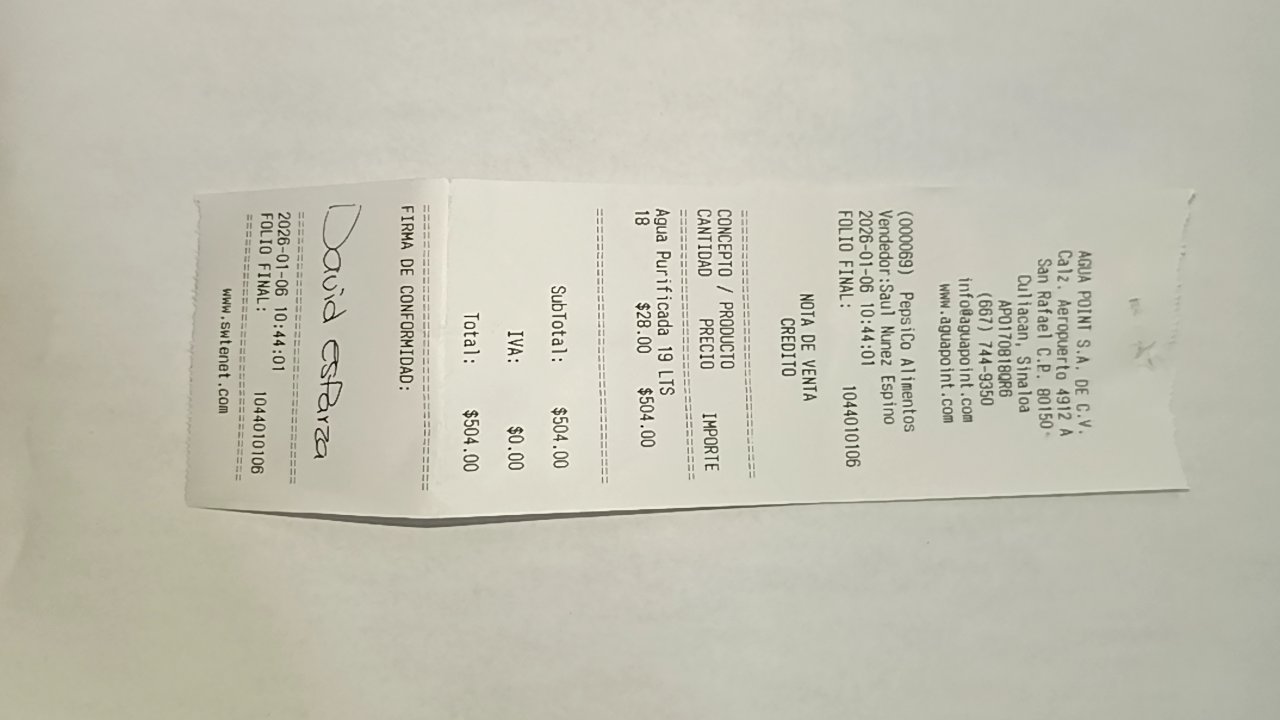 AGUA POINT S.A. DE C.V.
Calz. Aeropuerto 4912 A
San Rafael C.P. 80150
Culiacan, Sinaloa
APO170818QR6
(667) 744-9350
info@aguapoint.com
www.aguapoint.com
(000069) PepsiCo Alimentos
Vendedor:Saul Nunez Espino
2026-01-06 10:44:01
FOLIO FINAL: 1044010106
NOTA DE VENTA
CREDITO
CONCEPTO / PRODUCTO
CANTIDAD PRECIO IMPORTE
Agua Purificada 19 LTS
18 $28.00 $504.00
SubTotal: $504.00
IVA: $0.00
Total: $504.00
FIRMA DE CONFORMIDAD:
David esparza
2026-01-06 10:44:01
FOLIO FINAL: 1044010106
www.swtenet.com